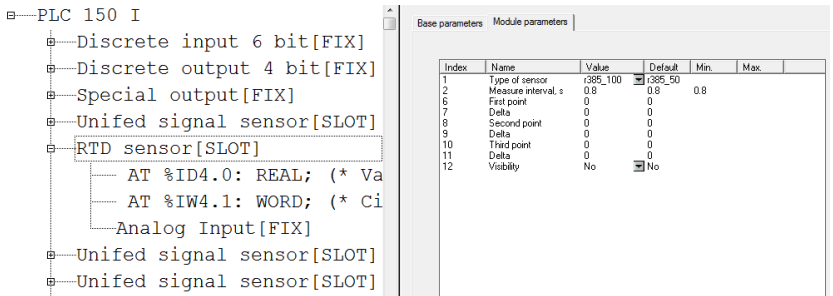 PLC 150 I
Discrete input 6 bit[FIX]
Discrete output 4 bit[FIX]
Special output[FIX]
Unifed signal sensor[SLOT]
RTD sensor[SLOT]
AT %ID4.0: REAL; (* Va
AT %IW4.1: WORD; (* Ci
Analog Input[FIX]
Unifed signal sensor[SLOT]
Unifed signal sensor[SLOT]
Base parameters Module parameters
Index Name Value Default Min. Max.
1 Type of sensor r385_100 r385_50
2 Measure interval, s 0.8 0.8 0.8
6 First point 0 0
7 Delta 0 0
8 Second point 0 0
9 Delta 0 0
10 Third point 0 0
11 Delta 0 0
12 Visibility No No